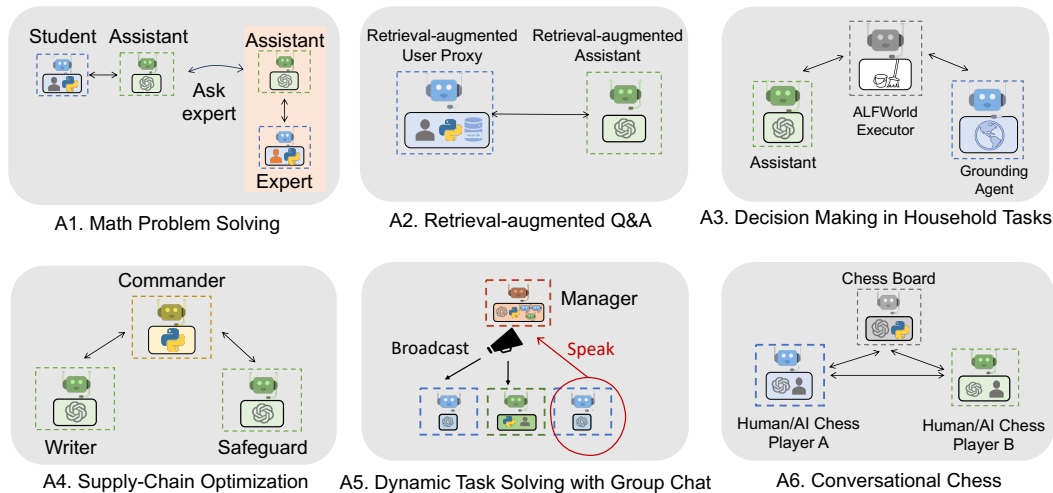 Student
Assistant
Ask
expert
Assistant
Expert
A1. Math Problem Solving
Retrieval-augmented
User Proxy
Retrieval-augmented
Assistant
A2. Retrieval-augmented Q&A
ALFWorld
Executor
Assistant
Grounding
Agent
A3. Decision Making in Household Tasks
Commander
Writer
Safeguard
A4. Supply-Chain Optimization
Manager
Broadcast
Speak
A5. Dynamic Task Solving with Group Chat
Chess Board
Human/AI Chess
Player A
Human/AI Chess
Player B
A6. Conversational Chess